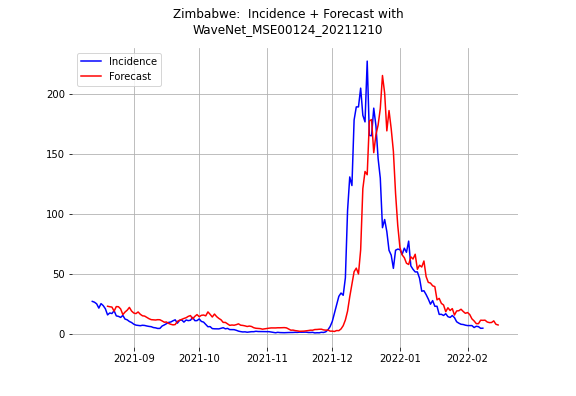 Zimbabwe:  Incidence + Forecast with
WaveNet_MSE00124_20211210
Incidence
Forecast
200
150
100
50
0
2021-09
2021-10
2021-11
2021-12
2022-01
2022-02